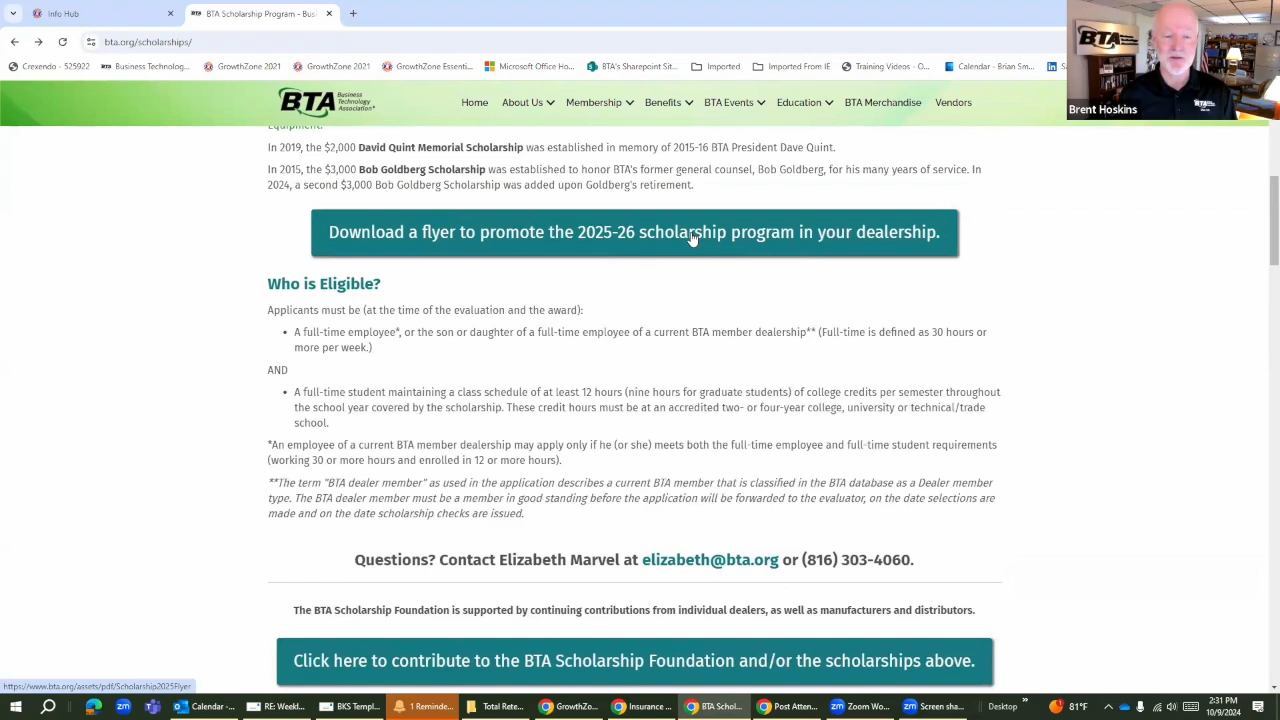 Info Hub
BTA Scholarship Program - Bus
bta.org/scholarships/
Crexendo - 525922
Business Technolog...
GrowthZone 2021
GrowthZone 2021
GrowthZone Essenti...
Microsoft Office Ho...
BTA's Sharepoint Sit...
Imported
Imported From IE
Training Videos - O...
Calendar - Brian Sm...
BTA
Brent Hoskins
BTA Business Technology Association
Home
About Us
Membership
Benefits
BTA Events
Education
BTA Merchandise
Vendors
Equipment.
In 2019, the $2,000 David Quint Memorial Scholarship was established in memory of 2015-16 BTA President Dave Quint.
In 2015, the $3,000 Bob Goldberg Scholarship was established to honor BTA's former general counsel, Bob Goldberg, for his many years of service. In
2024, a second $3,000 Bob Goldberg Scholarship was added upon Goldberg's retirement.
Download a flyer to promote the 2025-26 scholarship program in your dealership.
Who is Eligible?
Applicants must be (at the time of the evaluation and the award):
• A full-time employee*, or the son or daughter of a full-time employee of a current BTA member dealership** (Full-time is defined as 30 hours or
more per week.)
AND
• A full-time student maintaining a class schedule of at least 12 hours (nine hours for graduate students) of college credits per semester throughout
the school year covered by the scholarship. These credit hours must be at an accredited two- or four-year college, university or technical/trade
school.
*An employee of a current BTA member dealership may apply only if he (or she) meets both the full-time employee and full-time student requirements
(working 30 or more hours and enrolled in 12 or more hours).
**The term "BTA dealer member" as used in the application describes a current BTA member that is classified in the BTA database as a Dealer member
type. The BTA dealer member must be a member in good standing before the application will be forwarded to the evaluator, on the date selections are
made and on the date scholarship checks are issued.
Questions? Contact Elizabeth Marvel at elizabeth@bta.org or (816) 303-4060.
The BTA Scholarship Foundation is supported by continuing contributions from individual dealers, as well as manufacturers and distributors.
Click here to contribute to the BTA Scholarship Foundation and/or the scholarships above.
https://www.bta.org/assets/pdf/Scholarship2025Flyer
Calendar -...
RE: Weekl...
BKS Templ...
1 Reminde...
Total Rete...
GrowthZo...
Insurance ...
BTA Schol...
Post Atten...
Zoom Wo...
Screen sha...
Desktop
81°F
2:31 PM
10/9/2024